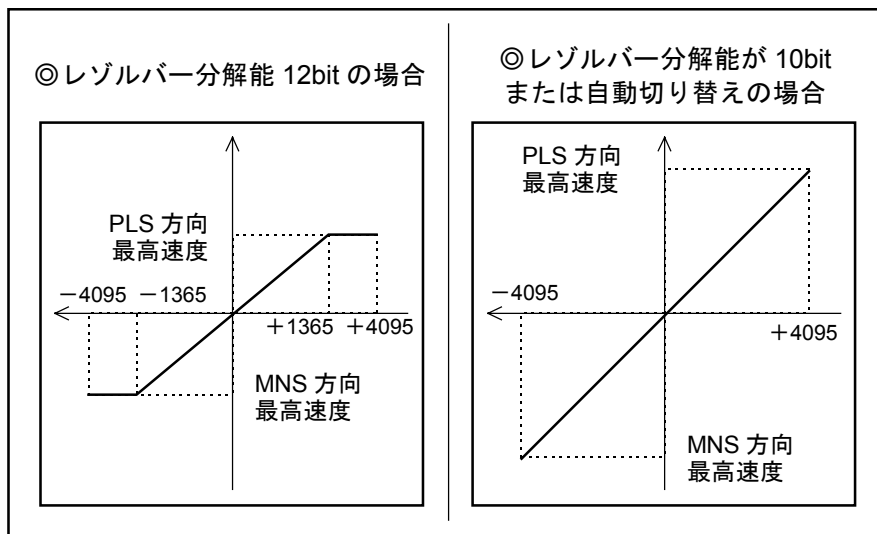 ◎レゾルバー分解能 12bit の場合
PLS 方向
最高速度
－4095
－1365
＋1365
＋4095
MNS 方向
最高速度
◎レゾルバー分解能が 10bit
または自動切り替えの場合
PLS 方向
最高速度
－4095
＋4095
MNS 方向
最高速度